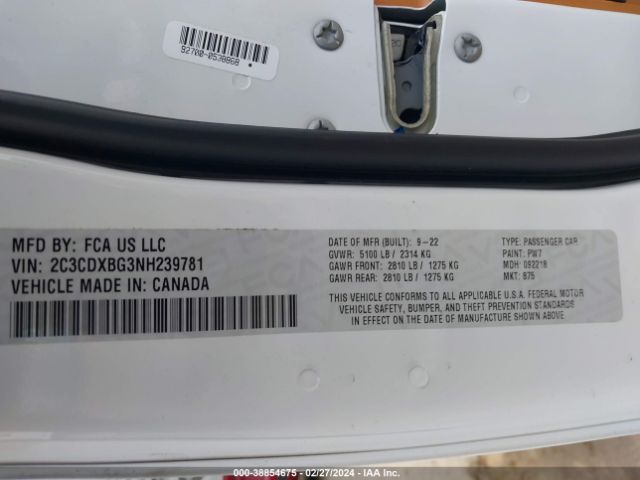 92700-0538868
MFD BY: FCA US LLC
VIN: 2C3CDXBG3NH239781
VEHICLE MADE IN: CANADA
DATE OF MFR (BUILT): 9-22
GVWR: 5100 LB / 2314 KG
GAWR FRONT: 2810 LB / 1275 KG
GAWR REAR: 2810 LB / 1275 KG
TYPE: PASSENGER CAR
PAINT: PW7
MDH: 092218
MKT: 875
THIS VEHICLE CONFORMS TO ALL APPLICABLE U.S.A. FEDERAL MOTOR
VEHICLE SAFETY, BUMPER, AND THEFT PREVENTION STANDARDS
IN EFFECT ON THE DATE OF MANUFACTURE SHOWN ABOVE
000-38854675 - 02/27/2024 - IAA Inc.